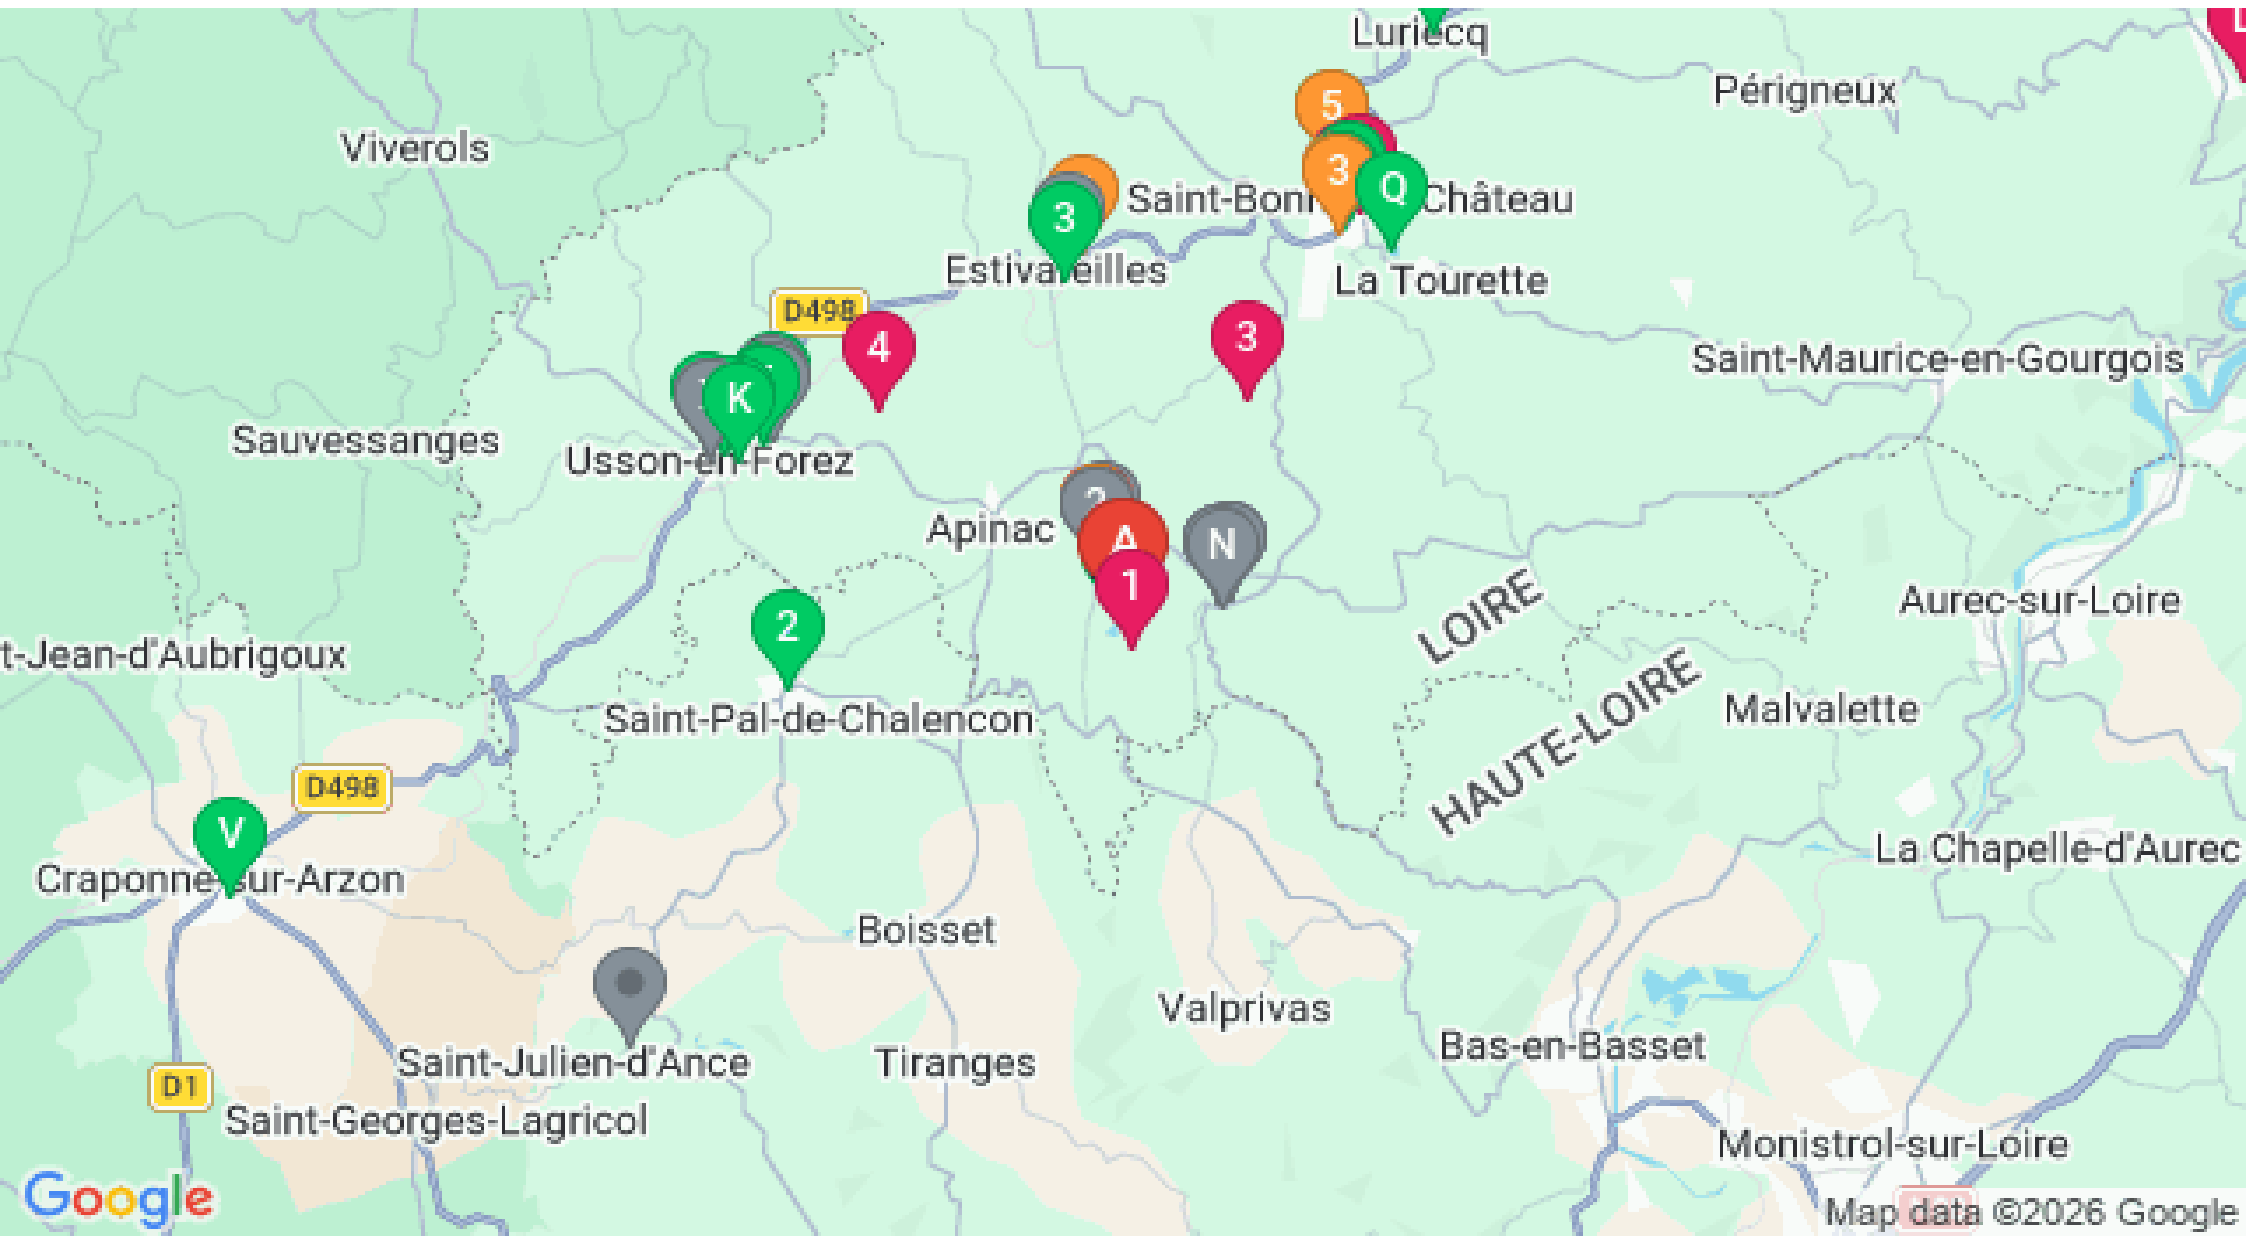 Luriecq
Périgneux
5
Viverols
3
Q
Saint-Bon
Château
3
Estivareilles
La Tourette
D498
4
3
Saint-Maurice-en-Gourgois
K
Sauvessanges
Usson-en-Forez
2
Apinac
A
N
1
LOIRE
Aurec-sur-Loire
2
t-Jean-d'Aubrigoux
HAUTE-LOIRE
Saint-Pal-de-Chalencon
Malvalette
D498
V
La Chapelle-d'Aurec
Craponne-sur-Arzon
Boisset
Valprivas
Bas-en-Basset
Saint-Julien-d'Ance
Tiranges
D1
Saint-Georges-Lagricol
Monistrol-sur-Loire
Google
Map data ©2026 Google